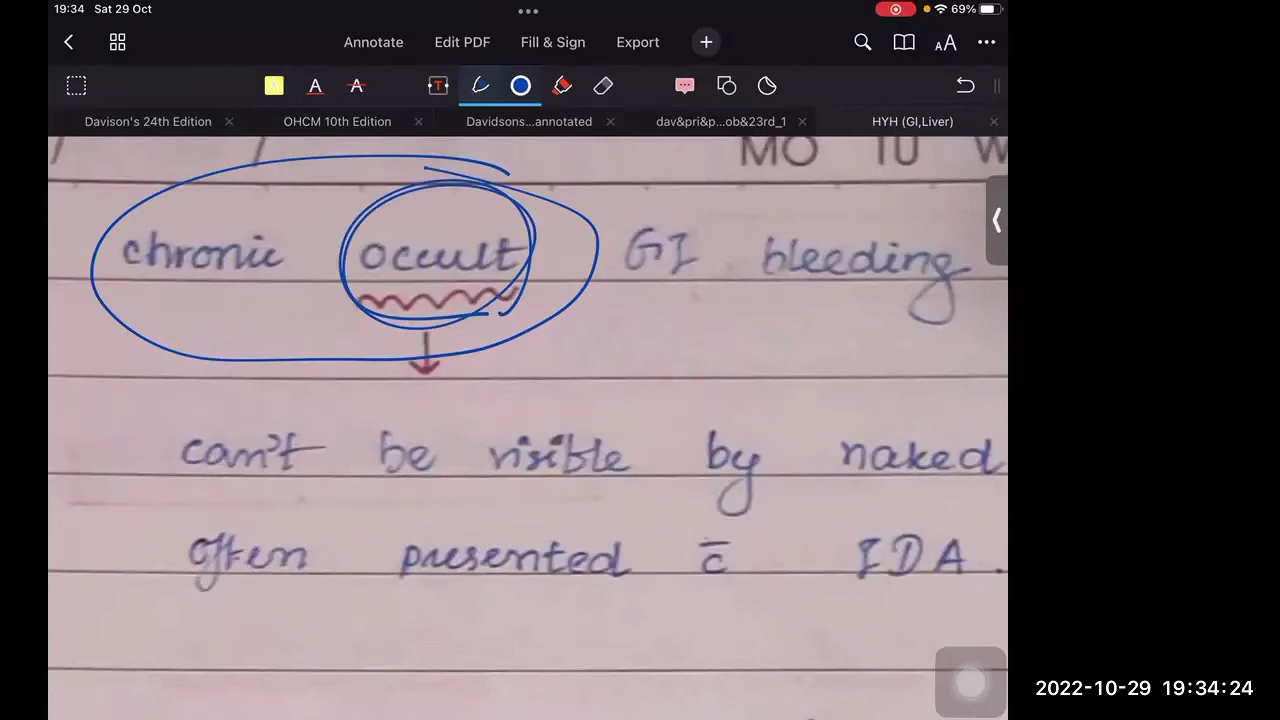 19:34 Sat 29 Oct
69%
Annotate Edit PDF Fill & Sign Export
Davison's 24th Edition OHCM 10th Edition Davidsons...annotated dav&pri&p...ob&23rd_1 HYH (GI,Liver)
MO TU W
chronic occult GI bleeding
can't be visible by naked
often presented c̄ IDA.
2022-10-29 19:34:24